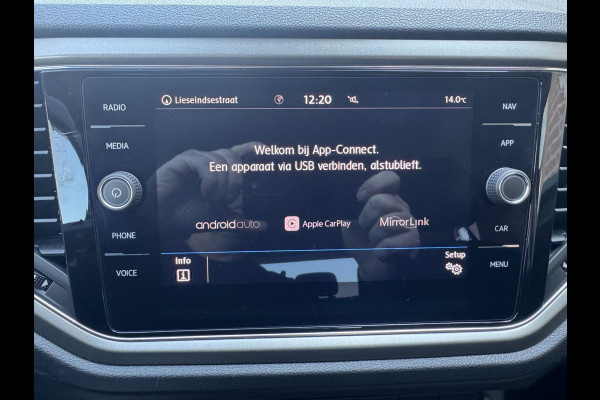 RADIO
MEDIA
PHONE
VOICE
Lieseindsestraat 12:20 14.0°C
Welkom bij App-Connect.
Een apparaat via USB verbinden, alstublieft.
androidauto Apple CarPlay MirrorLink
Info Setup
NAV
APP
CAR
MENU